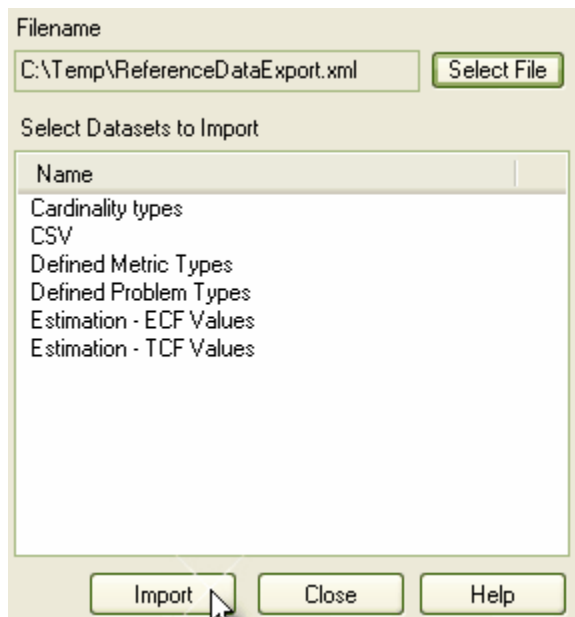 Filename
C:\Temp\ReferenceDataExport.xml Select File
Select Datasets to Import
Name
Cardinality types
CSV
Defined Metric Types
Defined Problem Types
Estimation - ECF Values
Estimation - TCF Values
Import Close Help